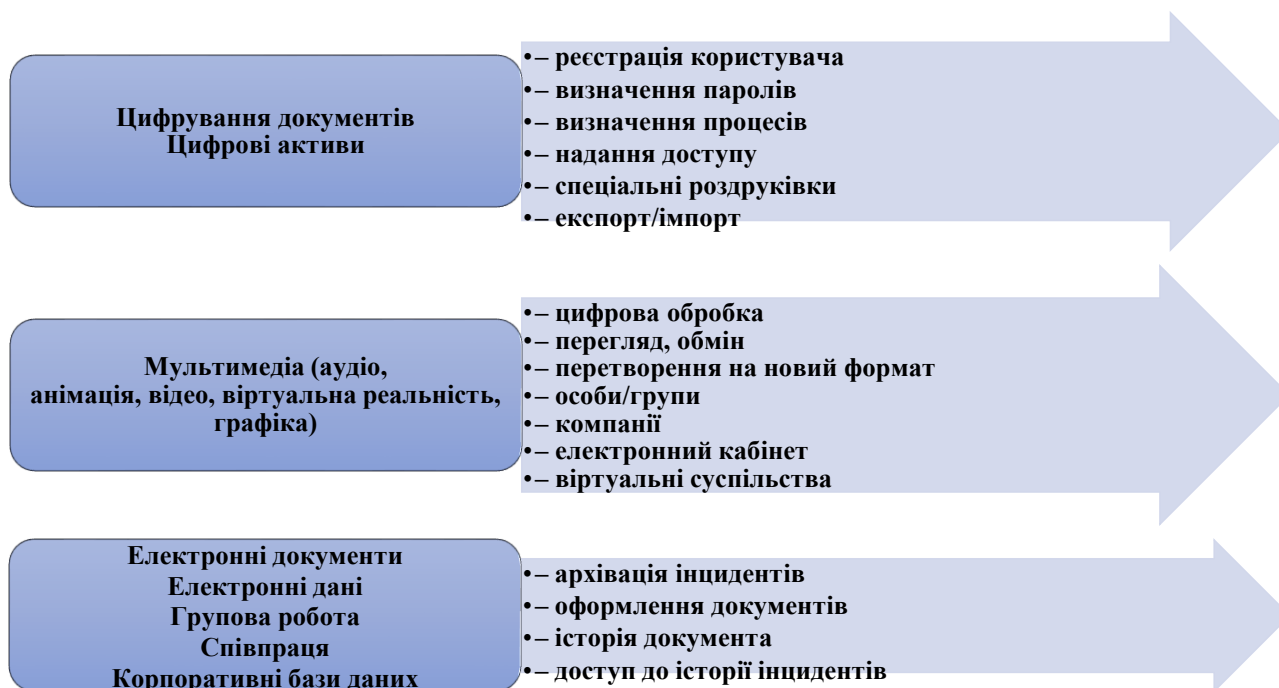 Цифрування документів
Цифрові активи
•– реєстрація користувача
•– визначення паролів
•– визначення процесів
•– надання доступу
•– спеціальні роздруківки
•– експорт/імпорт
Мультимедіа (аудіо,
анімація, відео, віртуальна реальність,
графіка)
•– цифрова обробка
•– перегляд, обмін
•– перетворення на новий формат
•– особи/групи
•– компанії
•– електронний кабінет
•– віртуальні суспільства
Електронні документи
Електронні дані
Групова робота
Співпраця
Корпоративні бази даних
•– архівація інцидентів
•– оформлення документів
•– історія документа
•– доступ до історії інцидентів